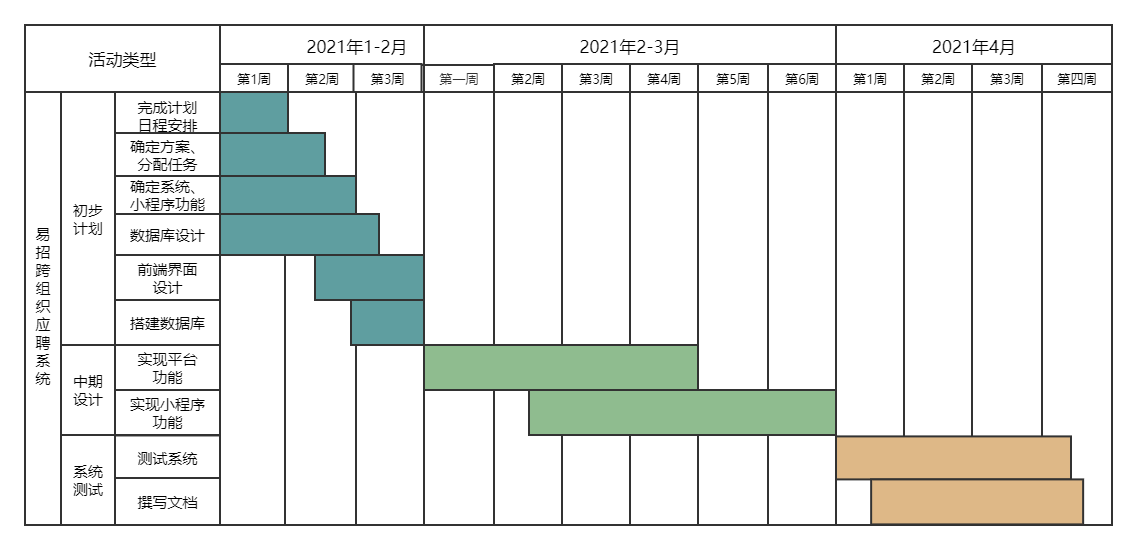 活动类型
2021年1-2月
2021年2-3月
2021年4月
第1周
第2周
第3周
第一周
第2周
第3周
第4周
第5周
第6周
第1周
第2周
第3周
第四周
易招跨组织应聘系统
初步
计划
完成计划
日程安排
确定方案、
分配任务
确定系统、
小程序功能
数据库设计
前端界面
设计
搭建数据库
中期
设计
实现平台
功能
实现小程序
功能
系统
测试
测试系统
撰写文档